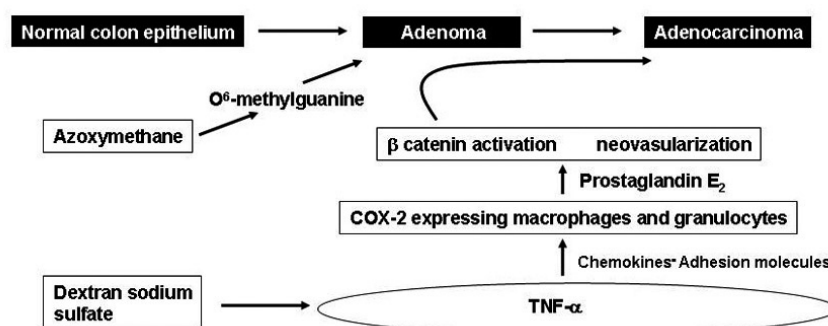 Normal colon epithelium
Adenoma
Adenocarcinoma
O⁶-methylguanine
Azoxymethane
β catenin activation neovasularization
Prostaglandin E₂
COX-2 expressing macrophages and granulocytes
Chemokines- Adhesion molecules
Dextran sodium
sulfate
TNF-α